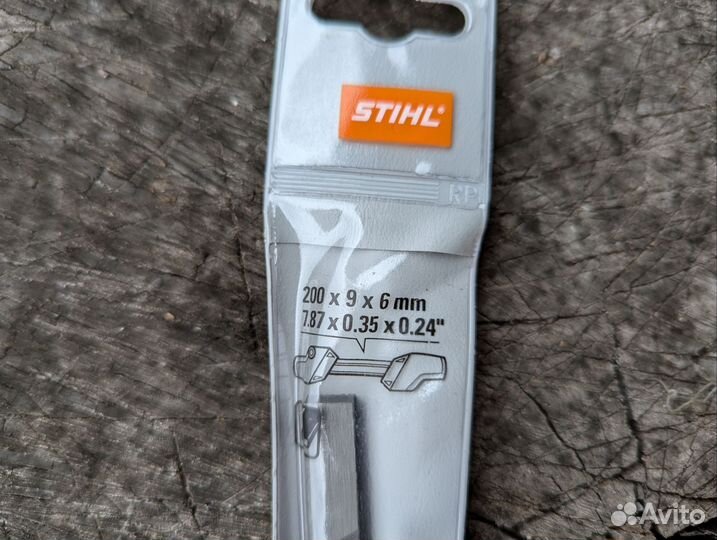 STIHL
RP
200 x 9 x 6 mm
7.87 x 0.35 x 0.24"
Avito